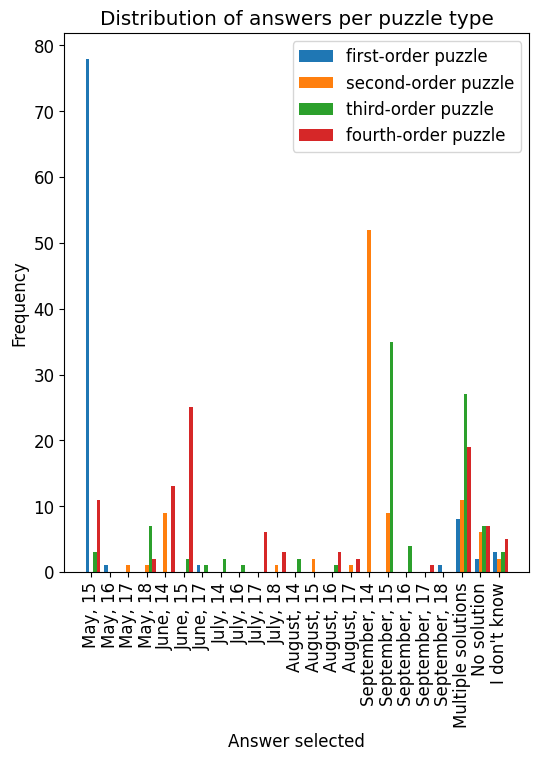 Distribution of answers per puzzle type
first-order puzzle
second-order puzzle
third-order puzzle
fourth-order puzzle
Frequency
80
70
60
50
40
30
20
10
0
May, 15
May, 16
May, 17
May, 18
June, 14
June, 15
June, 17
July, 14
July, 16
July, 17
July, 18
August, 14
August, 15
August, 16
August, 17
September, 14
September, 15
September, 16
September, 17
September, 18
Multiple solutions
No solution
I don't know
Answer selected